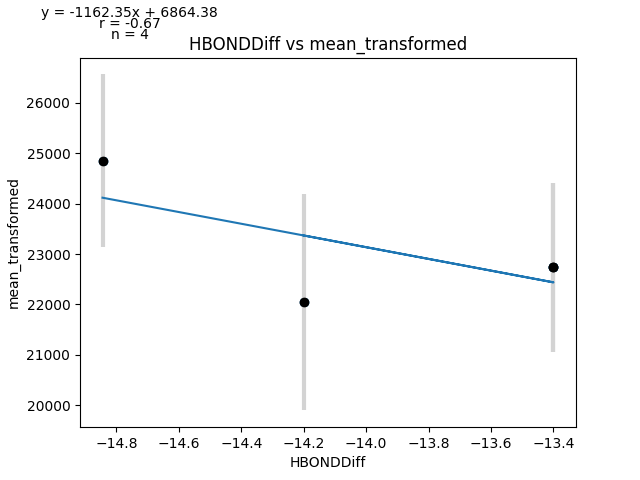 y = -1162.35x + 6864.38
r = -0.67
n = 4
HBONDDiff vs mean_transformed
mean_transformed
26000
25000
24000
23000
22000
21000
20000
−14.8 −14.6 −14.4 −14.2 −14.0 −13.8 −13.6 −13.4
HBONDDiff